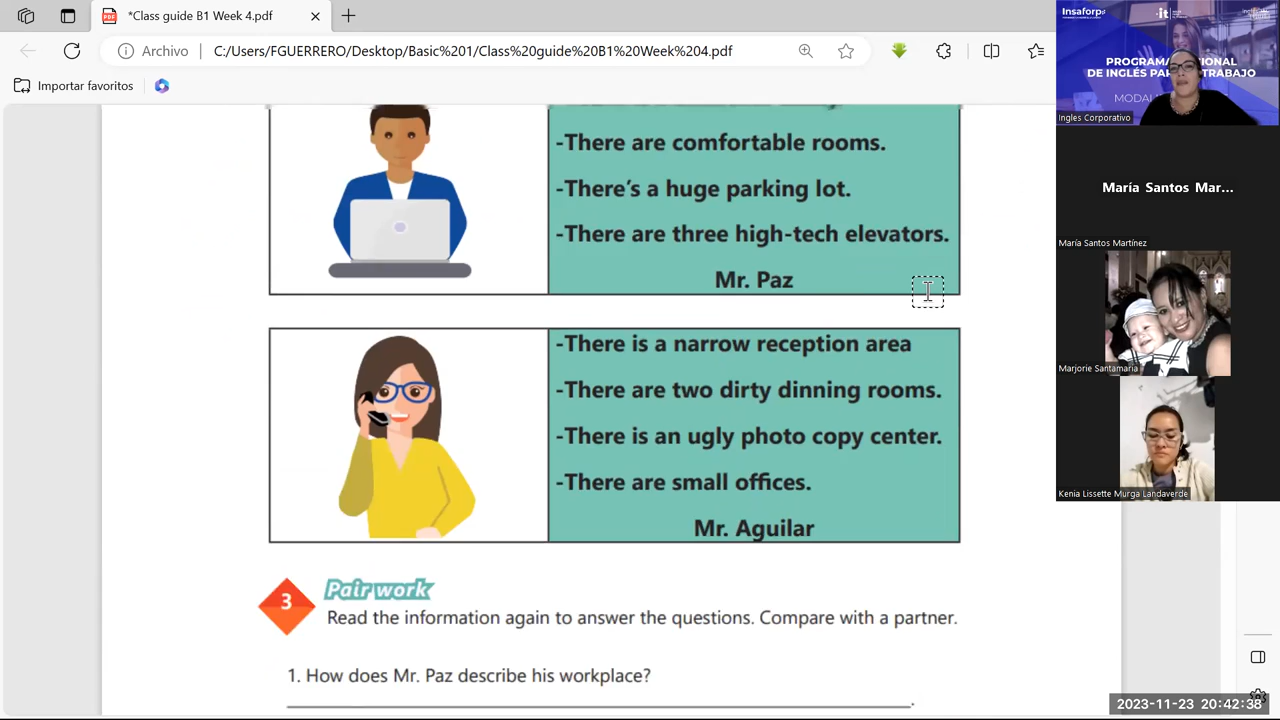 *Class guide B1 Week 4.pdf
Archivo
C:/Users/FGUERRERO/Desktop/Basic%201/Class%20guide%20B1%20Week%204.pdf
Importar favoritos
-There are comfortable rooms.
-There's a huge parking lot.
-There are three high-tech elevators.
Mr. Paz
-There is a narrow reception area
-There are two dirty dinning rooms.
-There is an ugly photo copy center.
-There are small offices.
Mr. Aguilar
3
Pair work
Read the information again to answer the questions. Compare with a partner.
1. How does Mr. Paz describe his workplace?
Insaforp
it
DE INGLÉS
TRABAJO
Ingles Corporativo
María Santos Mar...
María Santos Martínez
Marjorie Santamaria
Kenia Lissette Murga Landaverde
2023-11-23 20:42:38